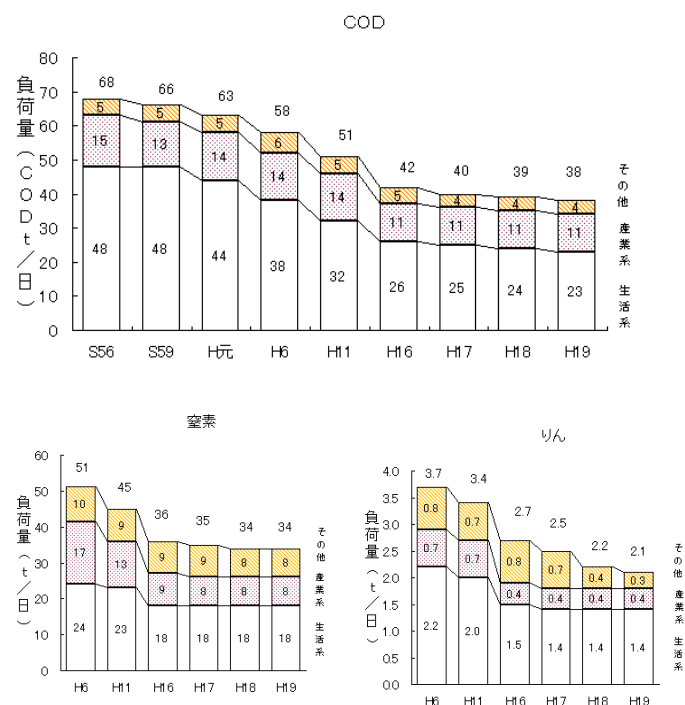 COD
負荷量（CODt／日）
80
70
60
50
40
30
20
10
0
68 66 63 58 51 42 40 39 38
5 5 5 6 5 5 4 4 4
15 13 14 14 14 11 11 11 11
48 48 44 38 32 26 25 24 23
その他
産業系
生活系
S56 S59 H元 H6 H11 H16 H17 H18 H19
窒素
負荷量（t／日）
60
50
40
30
20
10
0
51 45 36 35 34 34
10 9 9 9 8 8
17 13 9 8 8 8
24 23 18 18 18 18
その他
産業系
生活系
H6 H11 H16 H17 H18 H19
りん
負荷量（t／日）
4.0
3.5
3.0
2.5
2.0
1.5
1.0
0.5
0.0
3.7 3.4 2.7 2.5 2.2 2.1
0.8 0.7 0.8 0.7 0.4 0.3
0.7 0.7 0.4 0.4 0.4 0.4
2.2 2.0 1.5 1.4 1.4 1.4
その他
産業系
生活系
H6 H11 H16 H17 H18 H19